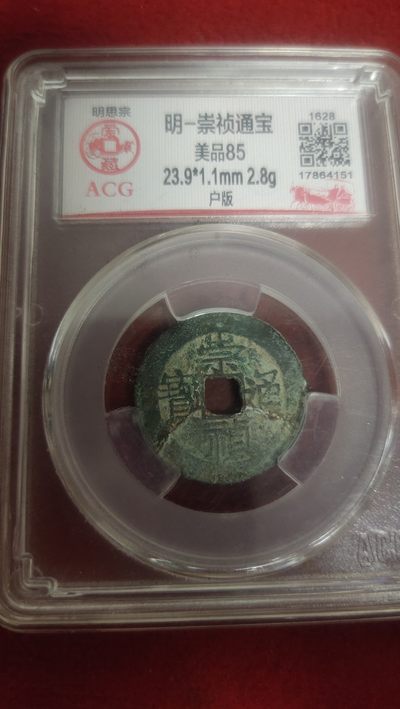 明思宗
ACG
明-崇祯通宝
美品85
23.9*1.1mm 2.8g
户版
1628
17864151
崇
寶 通
禎